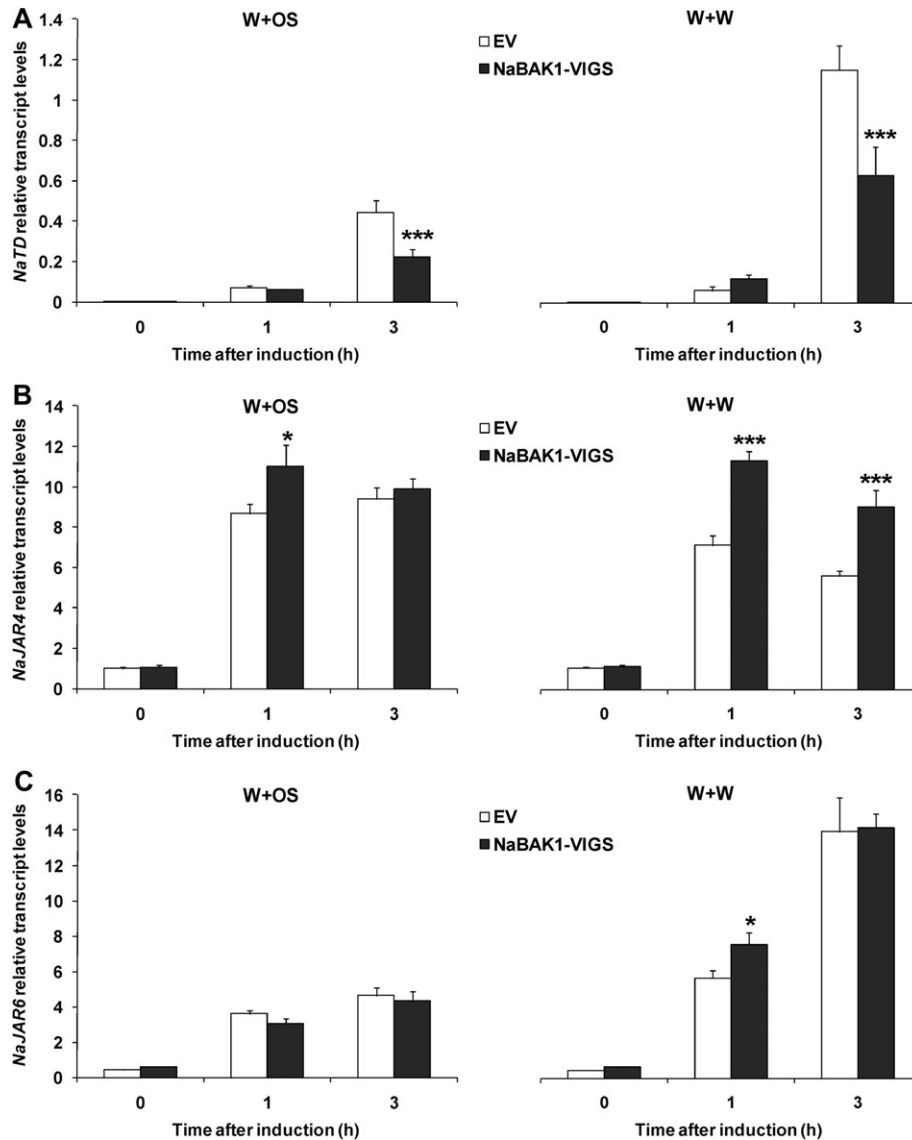 A
W+OS
W+W
EV
NaBAK1-VIGS
NaTD relative transcript levels
1.4
1.2
1
0.8
0.6
0.4
0.2
0
***
***
0 1 3
0 1 3
Time after induction (h)
Time after induction (h)
B
W+OS
W+W
EV
NaBAK1-VIGS
NaJAR4 relative transcript levels
14
12
10
8
6
4
2
0
*
***
***
0 1 3
0 1 3
Time after induction (h)
Time after induction (h)
C
W+OS
W+W
EV
NaBAK1-VIGS
NaJAR6 relative transcript levels
16
14
12
10
8
6
4
2
0
*
0 1 3
0 1 3
Time after induction (h)
Time after induction (h)